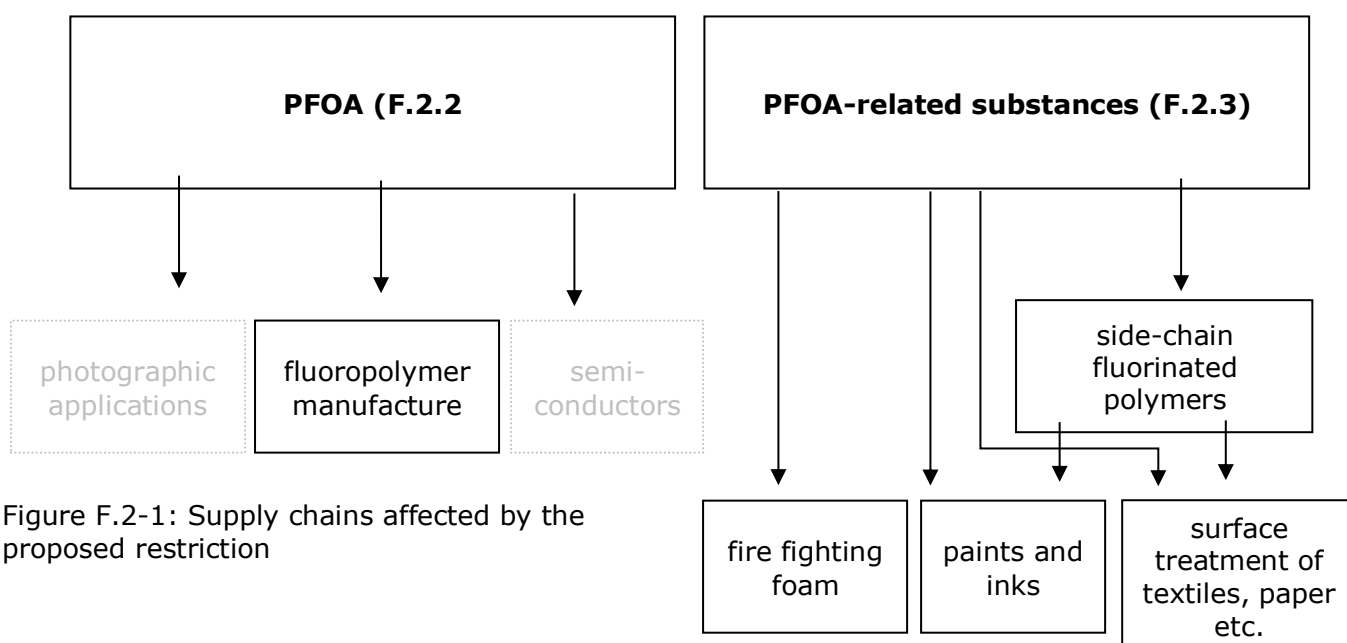 PFOA (F.2.2
PFOA-related substances (F.2.3)
photographic
applications
fluoropolymer
manufacture
semi-
conductors
side-chain
fluorinated
polymers
Figure F.2-1: Supply chains affected by the
proposed restriction
fire fighting
foam
paints and
inks
surface
treatment of
textiles, paper
etc.